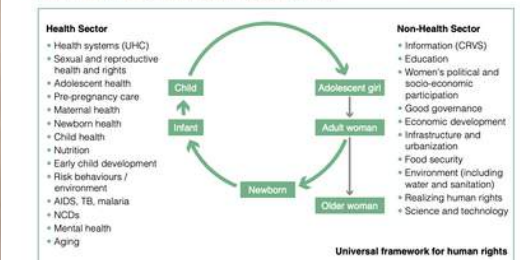 Health Sector
• Health systems (UHC)
• Sexual and reproductive
health and rights
• Adolescent health
• Pre-pregnancy care
• Maternal health
• Newborn health
• Child health
• Nutrition
• Early child development
• Risk behaviours /
environment
• AIDS, TB, malaria
• NCDs
• Mental health
• Aging
Child
Infant
Newborn
Adolescent girl
Adult woman
Older woman
Non-Health Sector
• Information (CRVS)
• Education
• Women's political and
socio-economic
participation
• Good governance
• Economic development
• Infrastructure and
urbanization
• Food security
• Environment (including
water and sanitation)
• Realizing human rights
• Science and technology
Universal framework for human rights